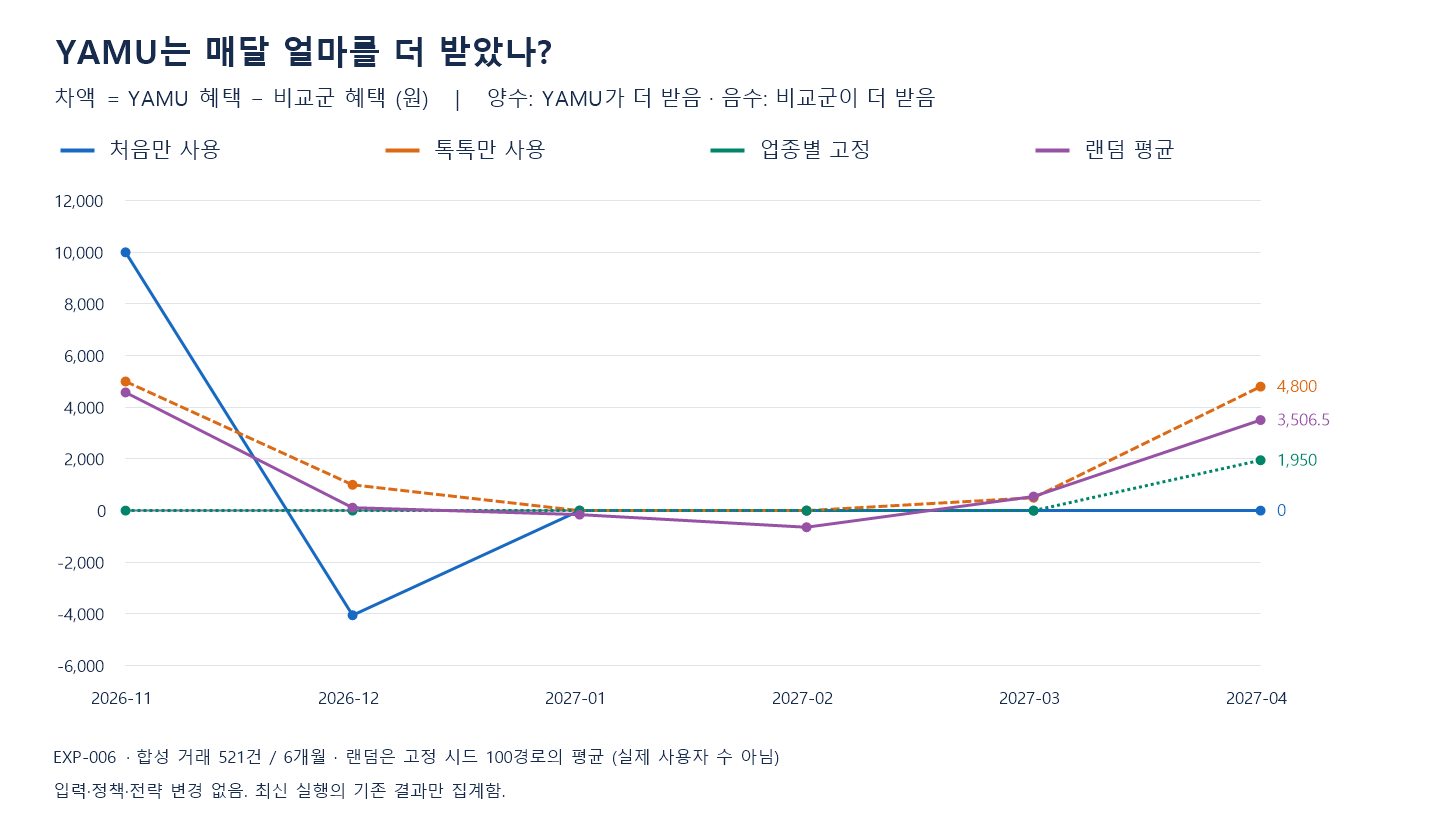 YAMU는 매달 얼마를 더 받았나?
차액 = YAMU 혜택 − 비교군 혜택 (원) | 양수: YAMU가 더 받음 · 음수: 비교군이 더 받음
처음만 사용 톡톡만 사용 업종별 고정 랜덤 평균
12,000
10,000
8,000
6,000
4,000
2,000
0
-2,000
-4,000
-6,000
4,800
3,506.5
1,950
0
2026-11 2026-12 2027-01 2027-02 2027-03 2027-04
EXP-006 · 합성 거래 521건 / 6개월 · 랜덤은 고정 시드 100경로의 평균 (실제 사용자 수 아님)
입력·정책·전략 변경 없음. 최신 실행의 기존 결과만 집계함.